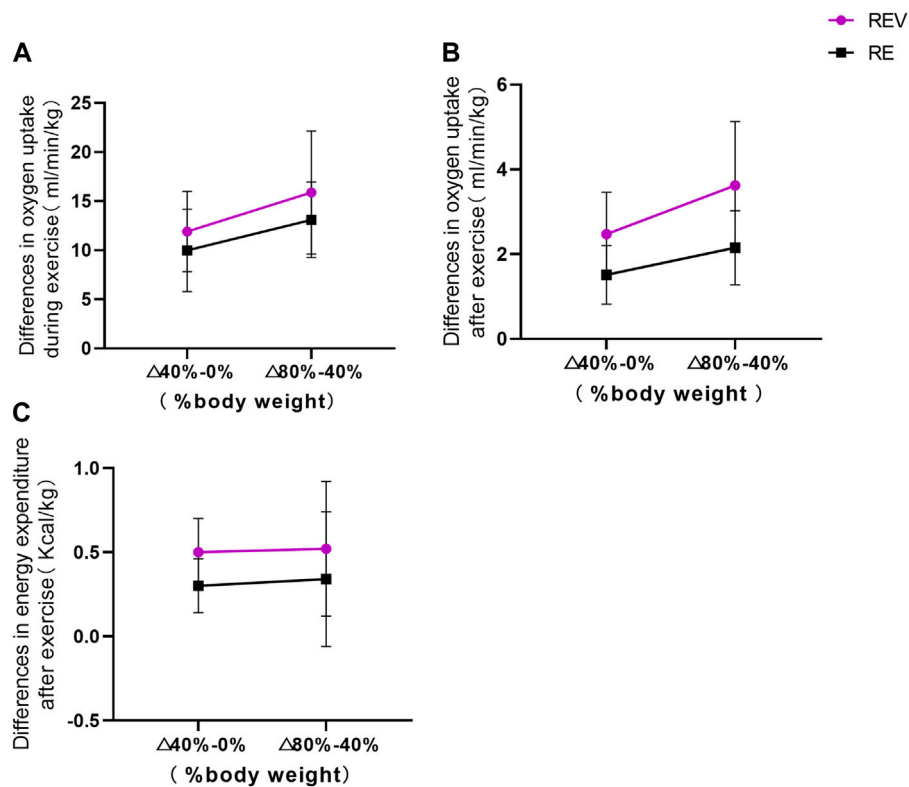 REV
RE
A
Differences in oxygen uptake
during exercise( ml/min/kg)
25
20
15
10
5
0
△40%-0%
△80%-40%
( %body weight)
B
Differences in oxygen uptake
after exercise( ml/min/kg)
6
4
2
0
△40%-0%
△80%-40%
( %body weight )
C
Differences in energy expenditure
after exercise( Kcal/kg)
1.0
0.5
0.0
-0.5
△40%-0%
△80%-40%
( %body weight)